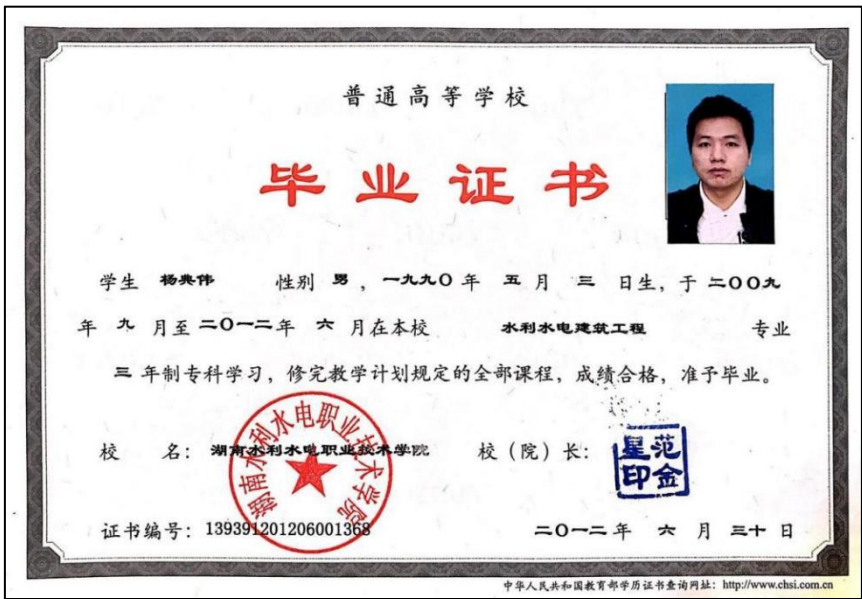 普通高等学校
毕业证书
学生 杨典伟 性别 男 ，一九九〇 年 五 月 三 日生，于 二〇〇九
年 九 月至 二〇一二 年 六 月在本校 水利水电建筑工程 专业
三 年制专科学习，修完教学计划规定的全部课程，成绩合格，准予毕业。
校 名： 湖南水利水电职业技术学院 校（院）长：
湖南水利水电职业技术学院
范金星印
证书编号：139391201206001368 二〇一二 年 六 月 三十 日
中华人民共和国教育部学历证书查询网址：http://www.chsi.com.cn